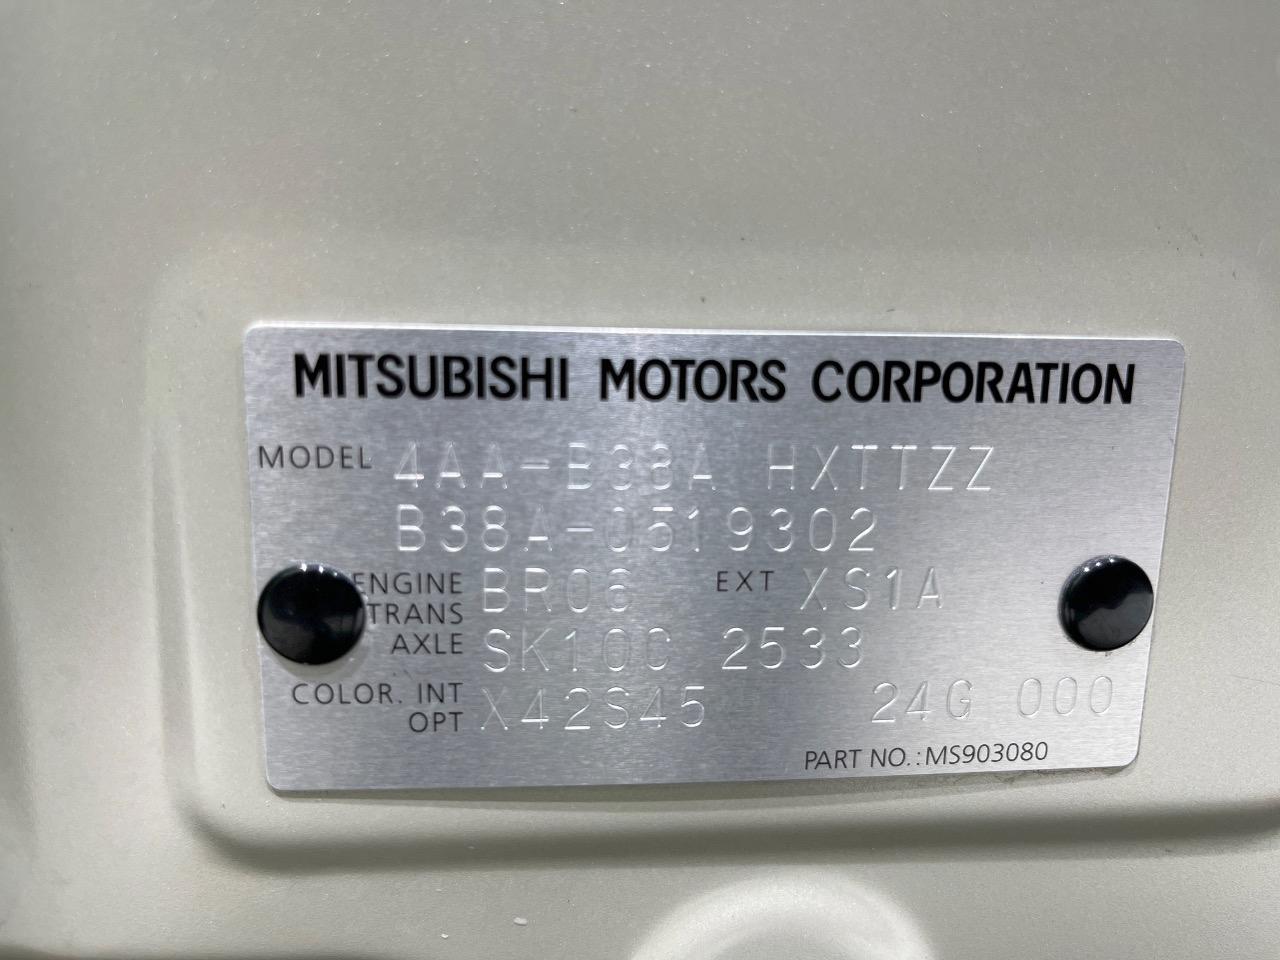 MITSUBISHI MOTORS CORPORATION
MODEL 4AA-B38A HXTTZZ
B38A-0519302
ENGINE BR06 EXT XS1A
TRANS
AXLE SK10C 2533
COLOR. INT
OPT X42S45 24G 000
PART NO.: MS903080